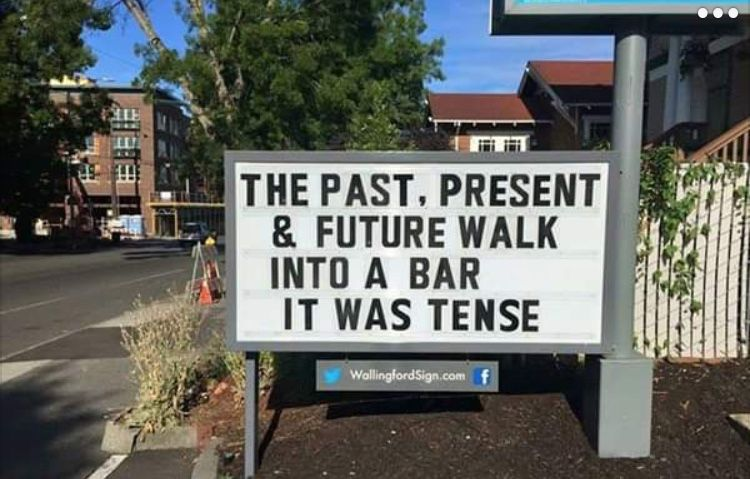 THE PAST, PRESENT
& FUTURE WALK
INTO A BAR
IT WAS TENSE
WallingfordSign.com